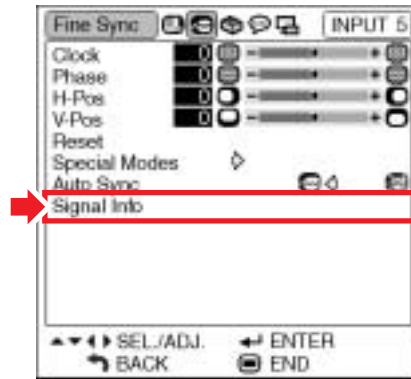 Fine Sync INPUT 5
Clock 0 - +
Phase 0 - +
H-Pos 0 - +
V-Pos 0 - +
Reset
Special Modes
Auto Sync
Signal Info
SEL./ADJ. ENTER
BACK END